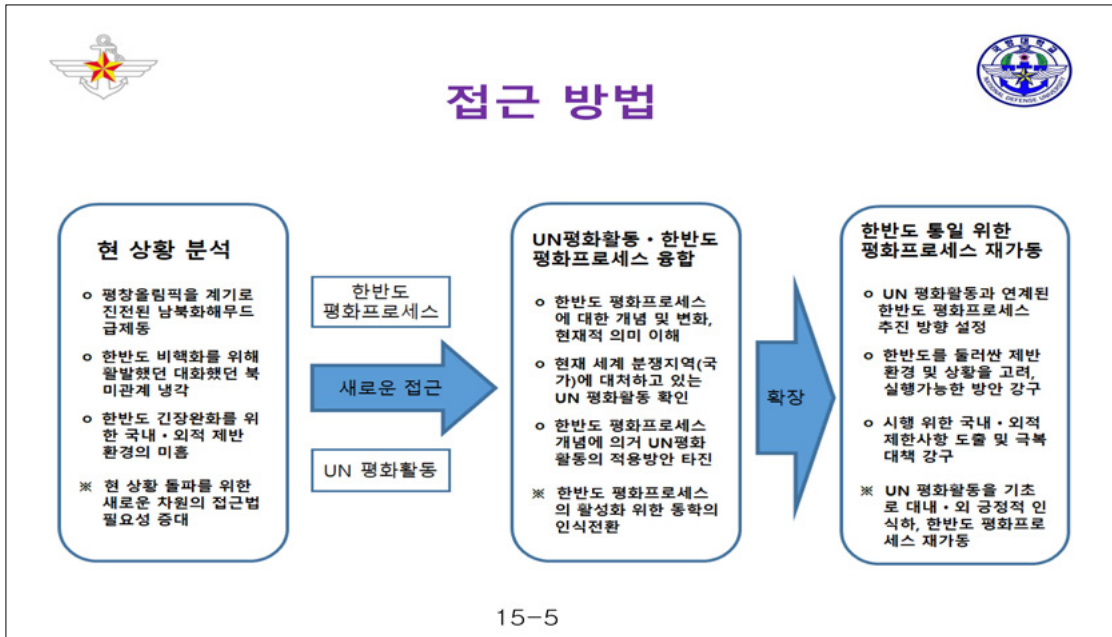 국방대학교
NATIONAL DEFENSE UNIVERSITY
접근 방법
현 상황 분석
o 평창올림픽을 계기로
진전된 남북화해무드
급제동
o 한반도 비핵화를 위해
활발했던 대화했던 북
미관계 냉각
o 한반도 긴장완화를 위
한 국내·외적 제반
환경의 미흡
※ 현 상황 돌파를 위한
새로운 차원의 접근법
필요성 증대
한반도
평화프로세스
새로운 접근
UN 평화활동
UN평화활동·한반도
평화프로세스 융합
o 한반도 평화프로세스
에 대한 개념 및 변화,
현재적 의미 이해
o 현재 세계 분쟁지역(국
가)에 대처하고 있는
UN 평화활동 확인
o 한반도 평화프로세스
개념에 의거 UN평화
활동의 적용방안 타진
※ 한반도 평화프로세스
의 활성화 위한 동학의
인식전환
확장
한반도 통일 위한
평화프로세스 재가동
o UN 평화활동과 연계된
한반도 평화프로세스
추진 방향 설정
o 한반도를 둘러싼 제반
환경 및 상황을 고려,
실행가능한 방안 강구
o 시행 위한 국내·외적
제한사항 도출 및 극복
대책 강구
※ UN 평화활동을 기초
로 대내·외 긍정적 인
식하, 한반도 평화프로
세스 재가동
15-5